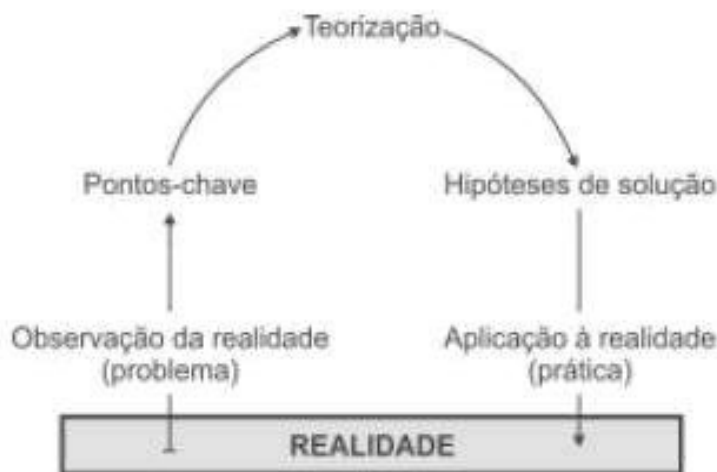 Teorização
Pontos-chave
Hipóteses de solução
Observação da realidade
(problema)
Aplicação à realidade
(prática)
REALIDADE